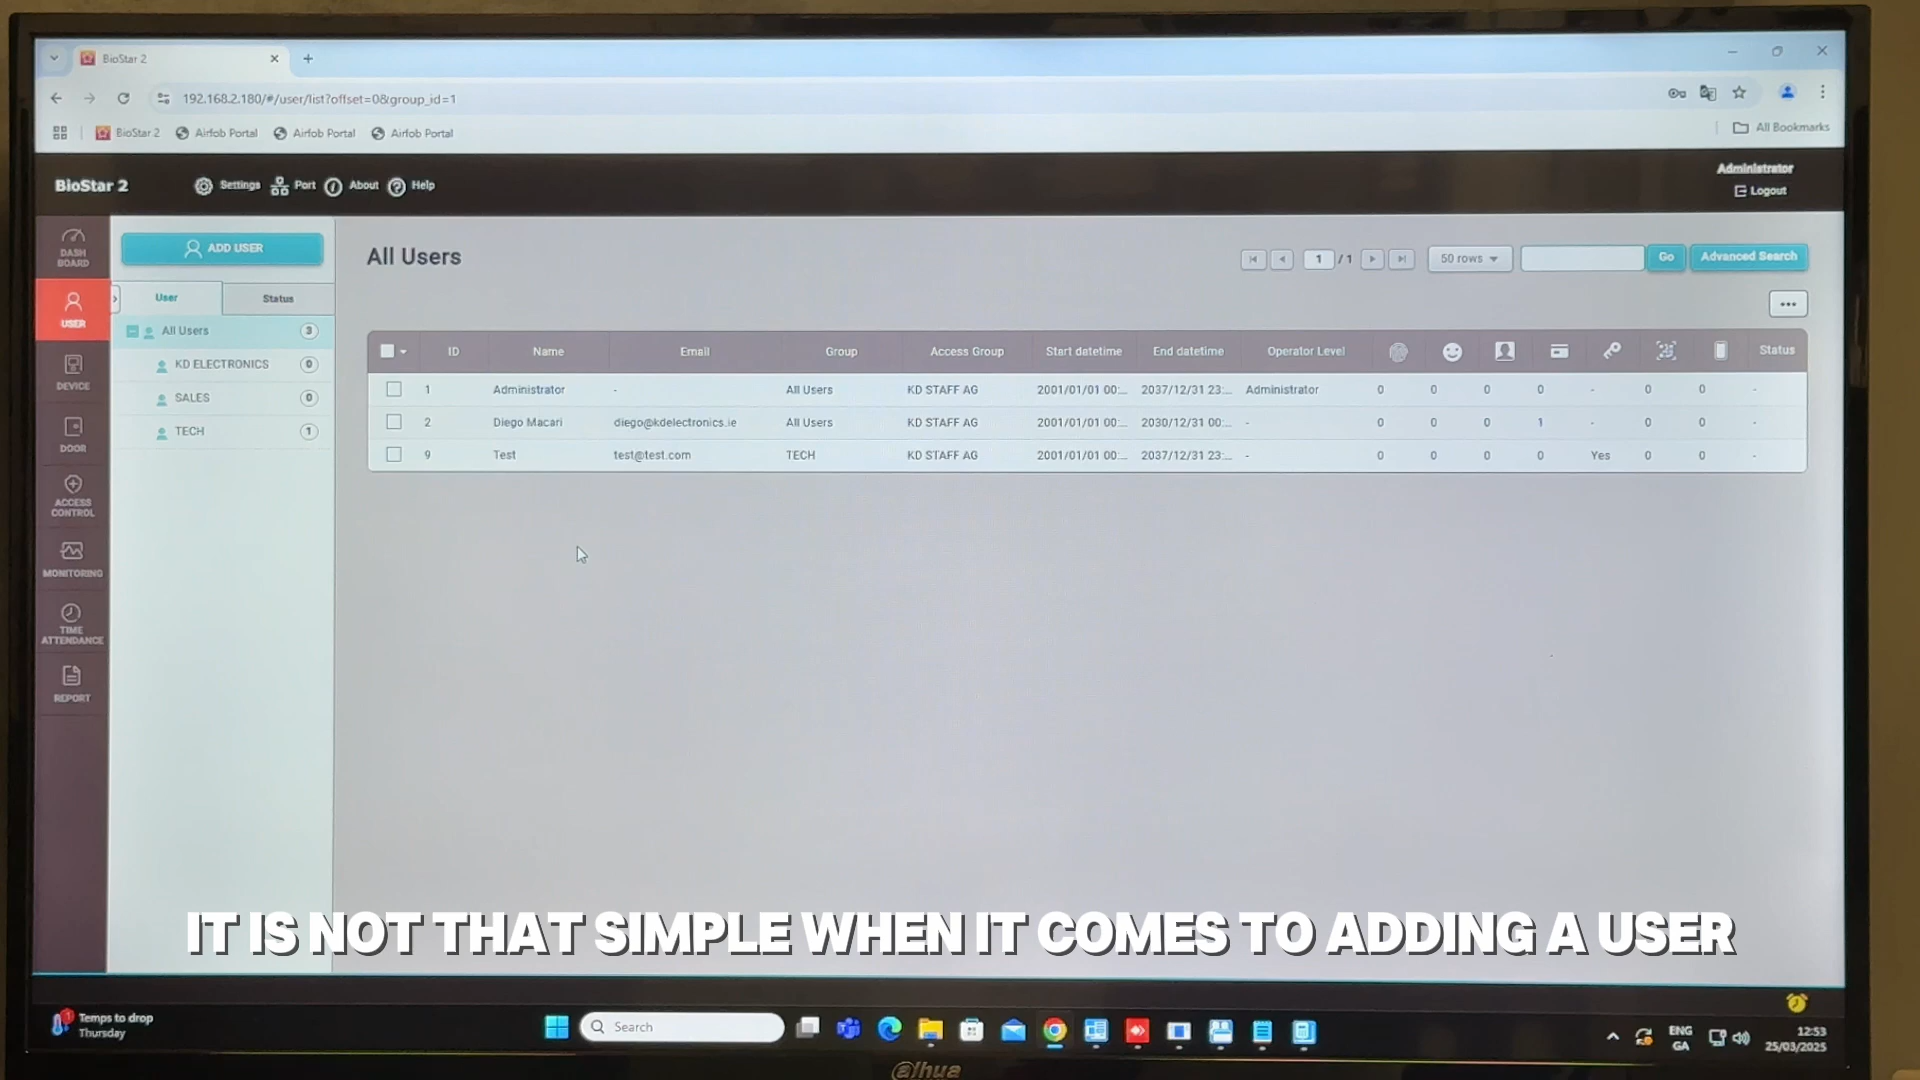 BioStar 2
192.168.2.180/#/user/list?offset=0&group_id=1
BioStar 2 Airfob Portal Airfob Portal Airfob Portal
All Bookmarks
BioStar 2 Settings Port About Help
Administrator
Logout
DASH
BOARD
USER
DEVICE
DOOR
ACCESS
CONTROL
MONITORING
TIME
ATTENDANCE
REPORT
ADD USER
User Status
All Users 3
KD ELECTRONICS 0
SALES 0
TECH 1
All Users
1 / 1 50 rows Go Advanced Search
ID Name Email Group Access Group Start datetime End datetime Operator Level Status
1 Administrator - All Users KD STAFF AG 2001/01/01 00:... 2037/12/31 23:... Administrator 0 0 0 0 - 0 0 -
2 Diego Macari diego@kdelectronics.ie All Users KD STAFF AG 2001/01/01 00:... 2030/12/31 00:... - 0 0 0 1 - 0 0 -
9 Test test@test.com TECH KD STAFF AG 2001/01/01 00:... 2037/12/31 23:... - 0 0 0 0 Yes 0 0 -
IT IS NOT THAT SIMPLE WHEN IT COMES TO ADDING A USER
1
Temps to drop
Thursday
Search
ENG
GA
12:53
25/03/2025
alhua